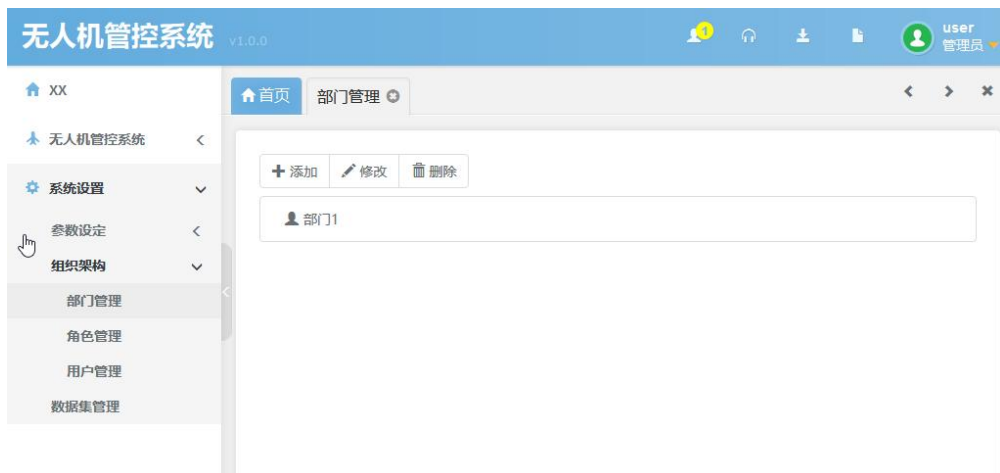 无人机管控系统 v1.0.0
1
user
管理员
XX
无人机管控系统
系统设置
参数设定
组织架构
部门管理
角色管理
用户管理
数据集管理
首页 部门管理
添加 修改 删除
部门1